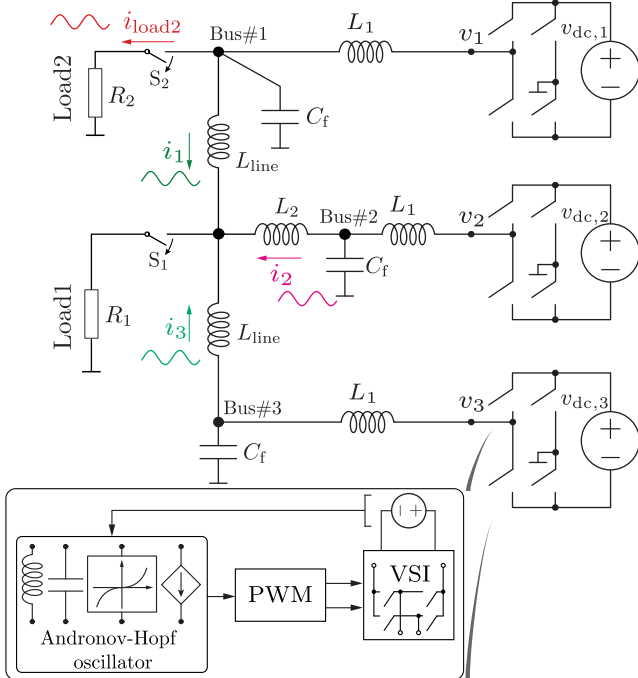 i_load2
Bus#1
L_1
v_1
v_dc,1
Load2
R_2
S_2
C_f
i_1
L_line
L_2
Bus#2
L_1
v_2
v_dc,2
S_1
i_2
C_f
Load1
R_1
i_3
L_line
Bus#3
L_1
v_3
v_dc,3
C_f
VSI
PWM
Andronov-Hopf
oscillator